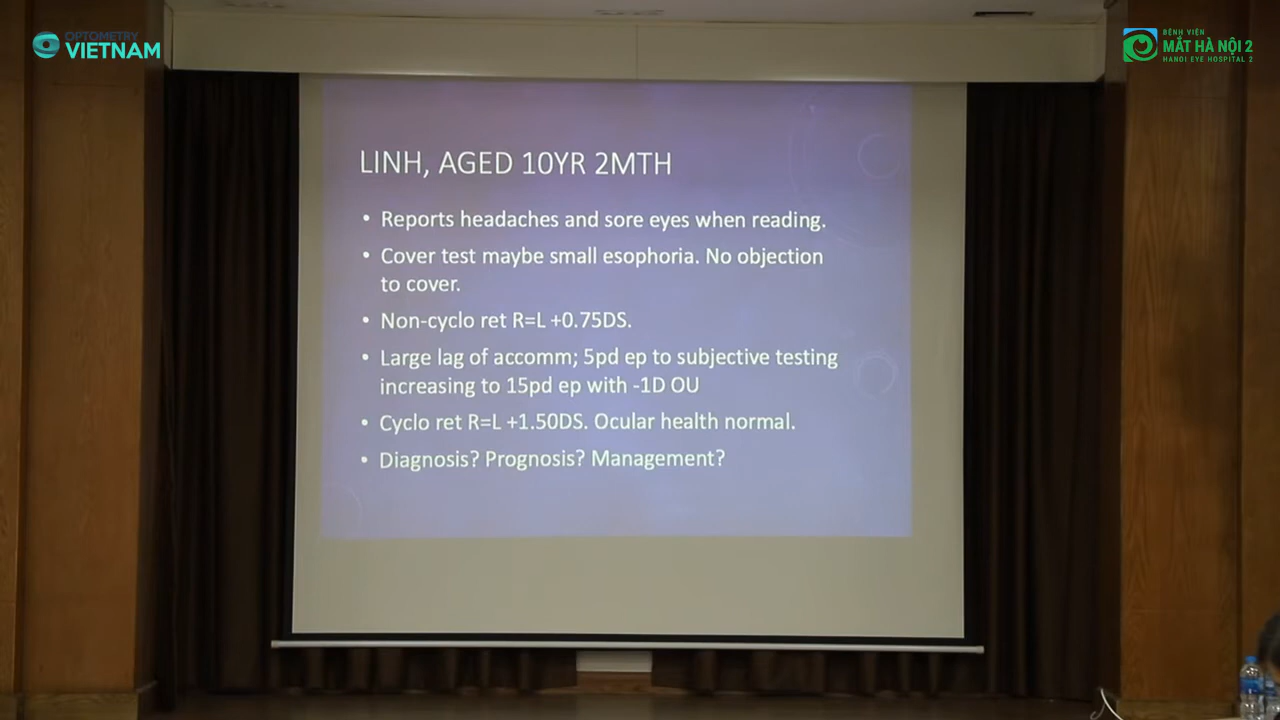 OPTOMETRY
VIETNAM
BỆNH VIỆN
MẮT HÀ NỘI 2
HANOI EYE HOSPITAL 2
LINH, AGED 10YR 2MTH
• Reports headaches and sore eyes when reading.
• Cover test maybe small esophoria. No objection
to cover.
• Non-cyclo ret R=L +0.75DS.
• Large lag of accomm; 5pd ep to subjective testing
increasing to 15pd ep with -1D OU
• Cyclo ret R=L +1.50DS. Ocular health normal.
• Diagnosis? Prognosis? Management?